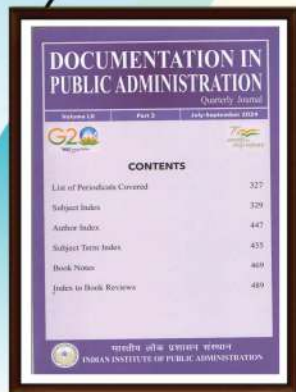 DOCUMENTATION IN
PUBLIC ADMINISTRATION
Quarterly Journal
Volume LII Part 3 July-September 2024
G20
CONTENTS
List of Periodicals Covered 327
Subject Index 329
Author Index 447
Subject Term Index 455
Book Notes 469
Index to Book Reviews 489
भारतीय लोक प्रशासन संस्थान
INDIAN INSTITUTE OF PUBLIC ADMINISTRATION